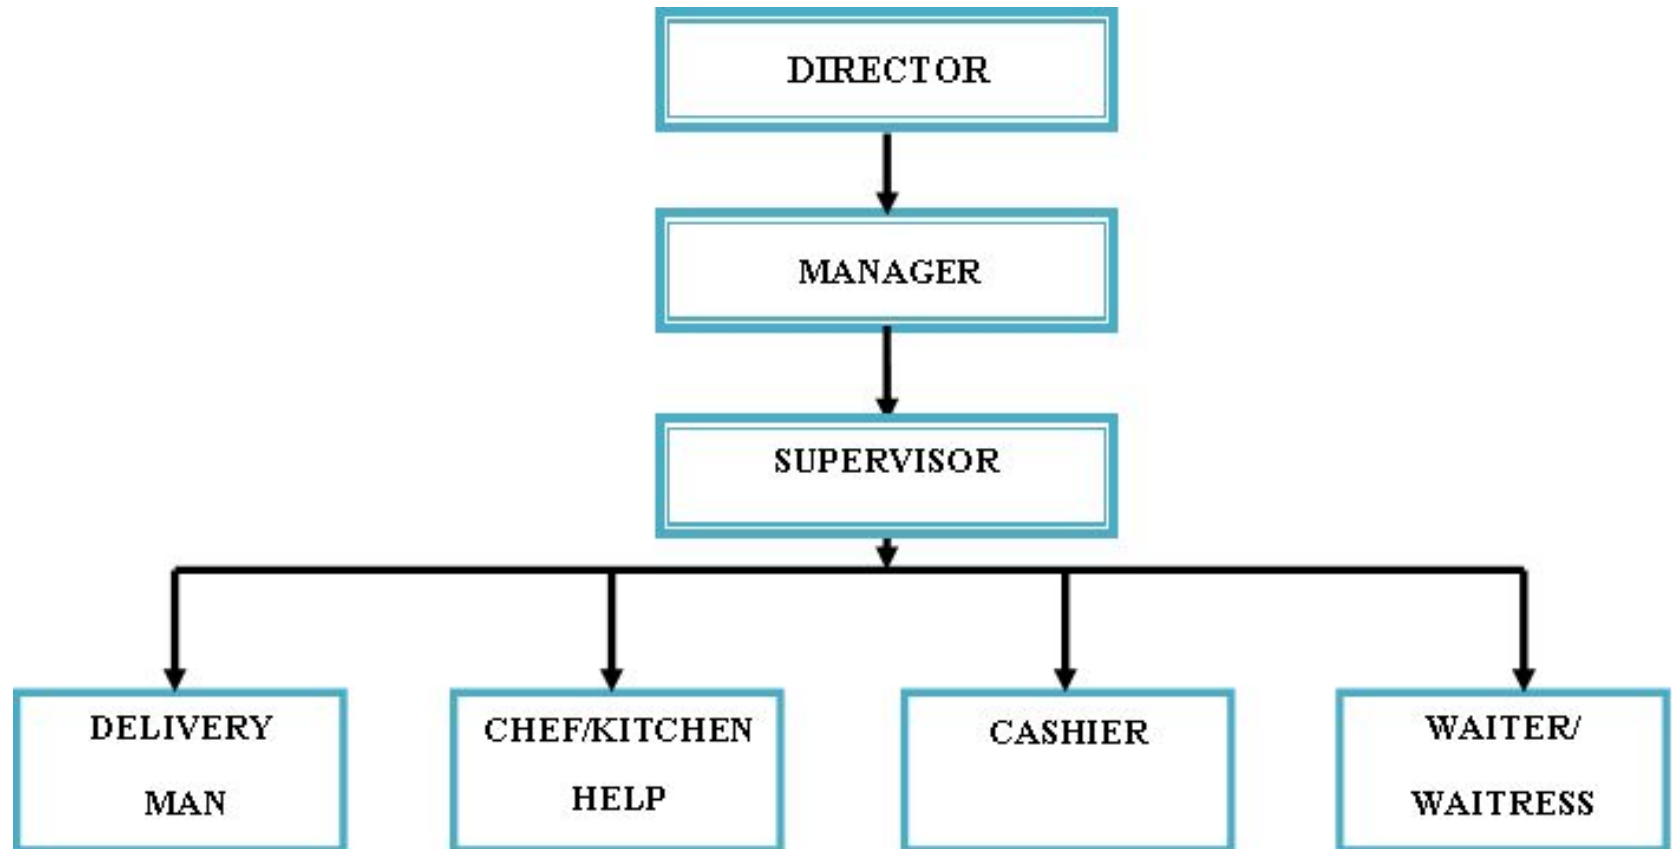 DIRECTOR
MANAGER
SUPERVISOR
DELIVERY
MAN
CHEF/KITCHEN
HELP
CASHIER
WAITER/
WAITRESS